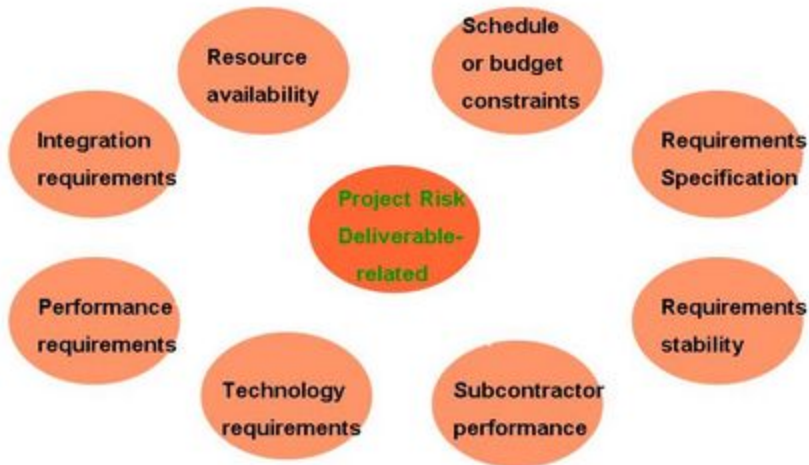 Resource
availability
Schedule
or budget
constraints
Integration
requirements
Requirements
Specification
Project Risk
Deliverable-
related
Performance
requirements
Requirements
stability
Technology
requirements
Subcontractor
performance